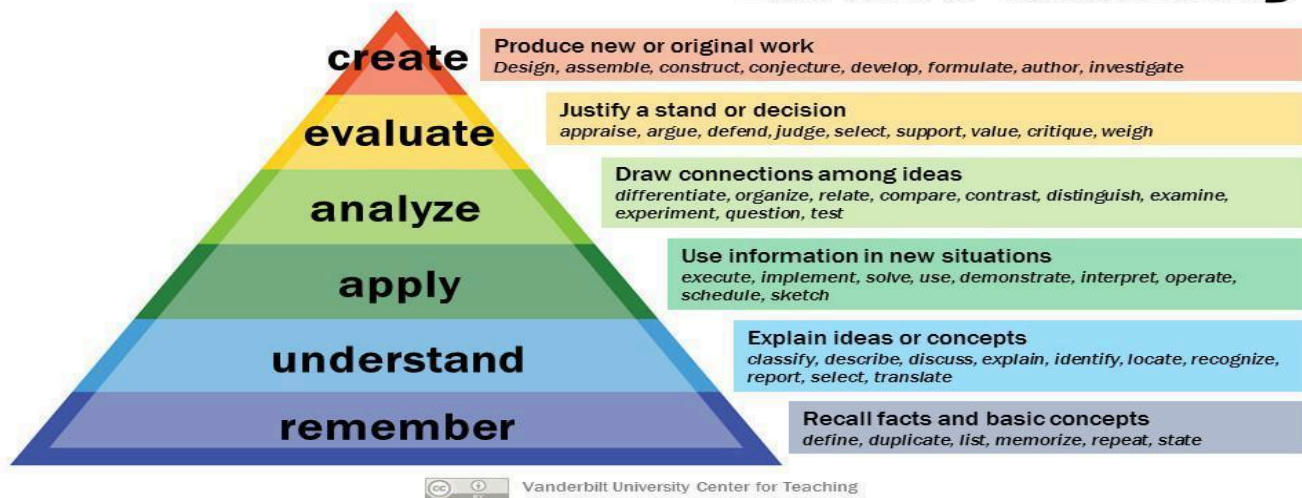 create
Produce new or original work
Design, assemble, construct, conjecture, develop, formulate, author, investigate
evaluate
Justify a stand or decision
appraise, argue, defend, judge, select, support, value, critique, weigh
analyze
Draw connections among ideas
differentiate, organize, relate, compare, contrast, distinguish, examine,
experiment, question, test
apply
Use information in new situations
execute, implement, solve, use, demonstrate, interpret, operate,
schedule, sketch
understand
Explain ideas or concepts
classify, describe, discuss, explain, identify, locate, recognize,
report, select, translate
remember
Recall facts and basic concepts
define, duplicate, list, memorize, repeat, state
cc
Vanderbilt University Center for Teaching